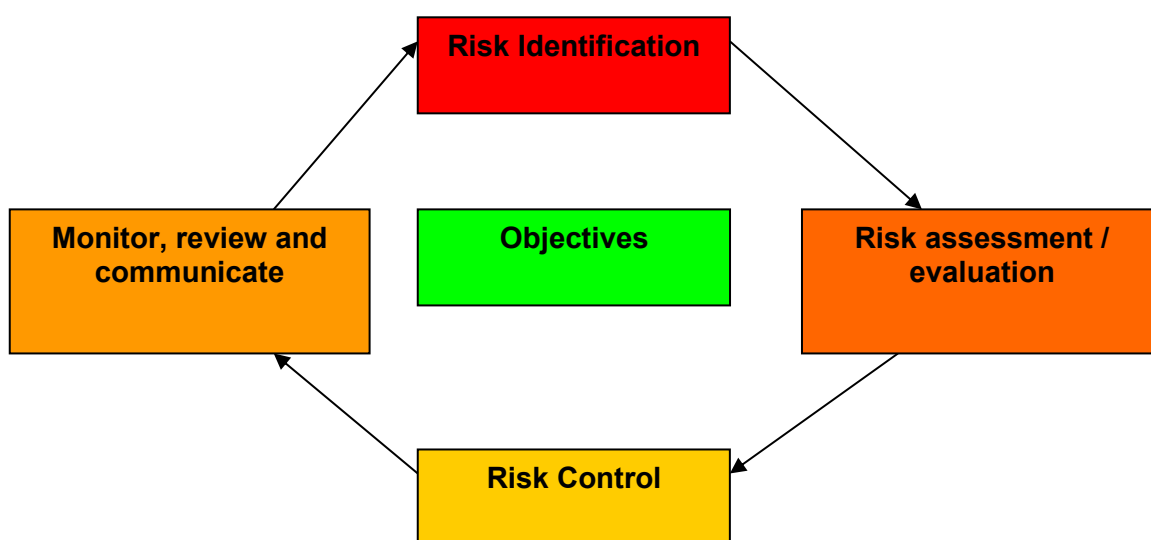 Risk Identification
Monitor, review and
communicate
Objectives
Risk assessment /
evaluation
Risk Control